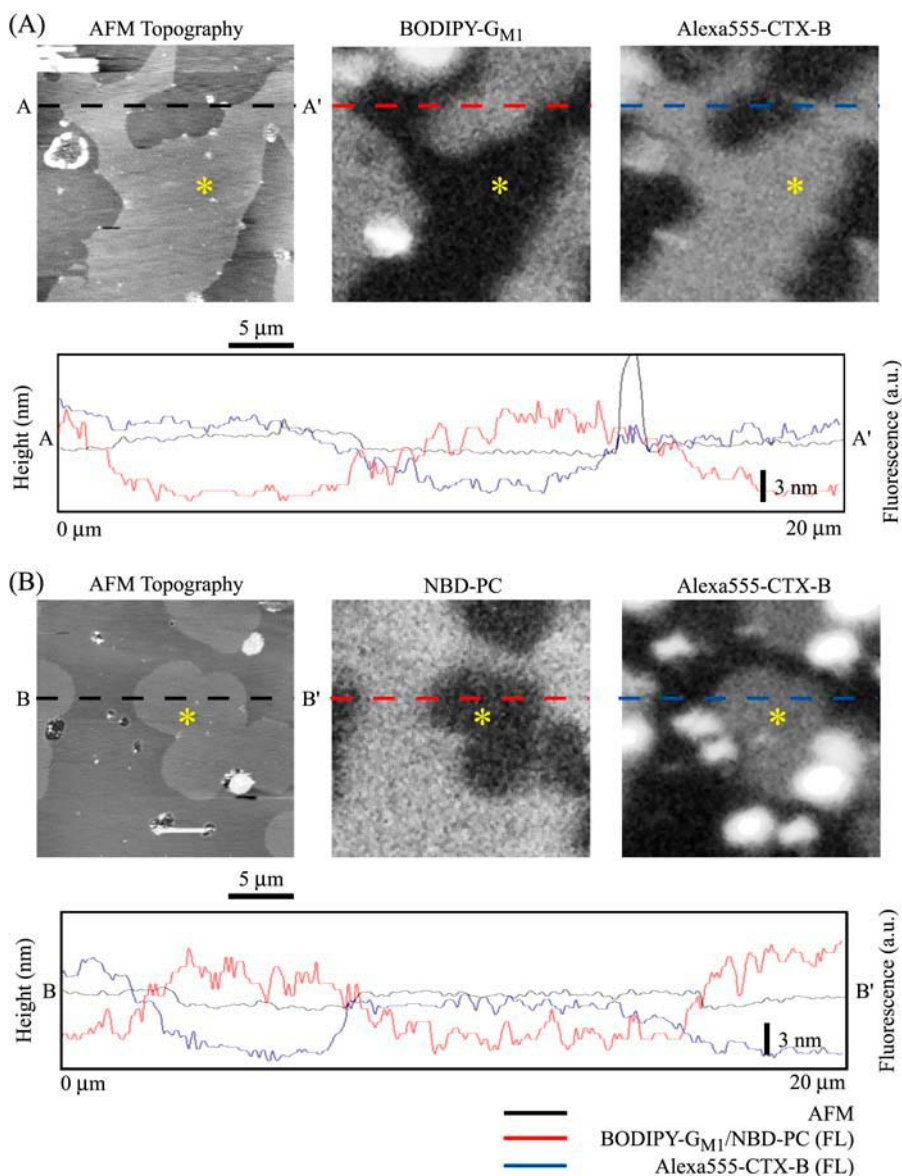 (A)
AFM Topography
BODIPY-GM1
Alexa555-CTX-B
A
A'
*
*
*
5 μm
Height (nm)
A
A'
3 nm
Fluorescence (a.u.)
0 μm
20 μm
(B)
AFM Topography
NBD-PC
Alexa555-CTX-B
B
B'
*
*
*
5 μm
Height (nm)
B
B'
3 nm
Fluorescence (a.u.)
0 μm
20 μm
AFM
BODIPY-GM1/NBD-PC (FL)
Alexa555-CTX-B (FL)